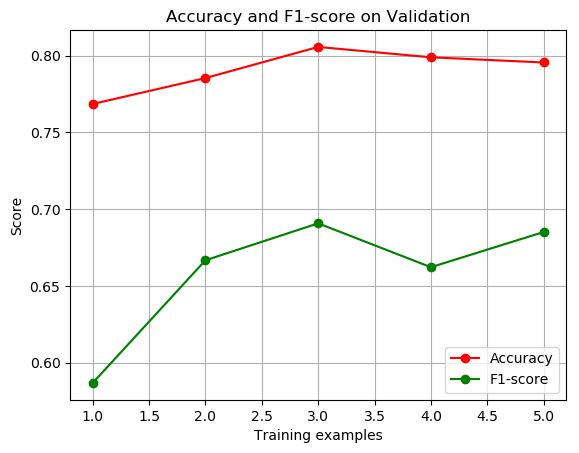 Accuracy and F1-score on Validation
0.80
0.75
0.70
0.65
0.60
Score
1.0 1.5 2.0 2.5 3.0 3.5 4.0 4.5 5.0
Training examples
Accuracy
F1-score